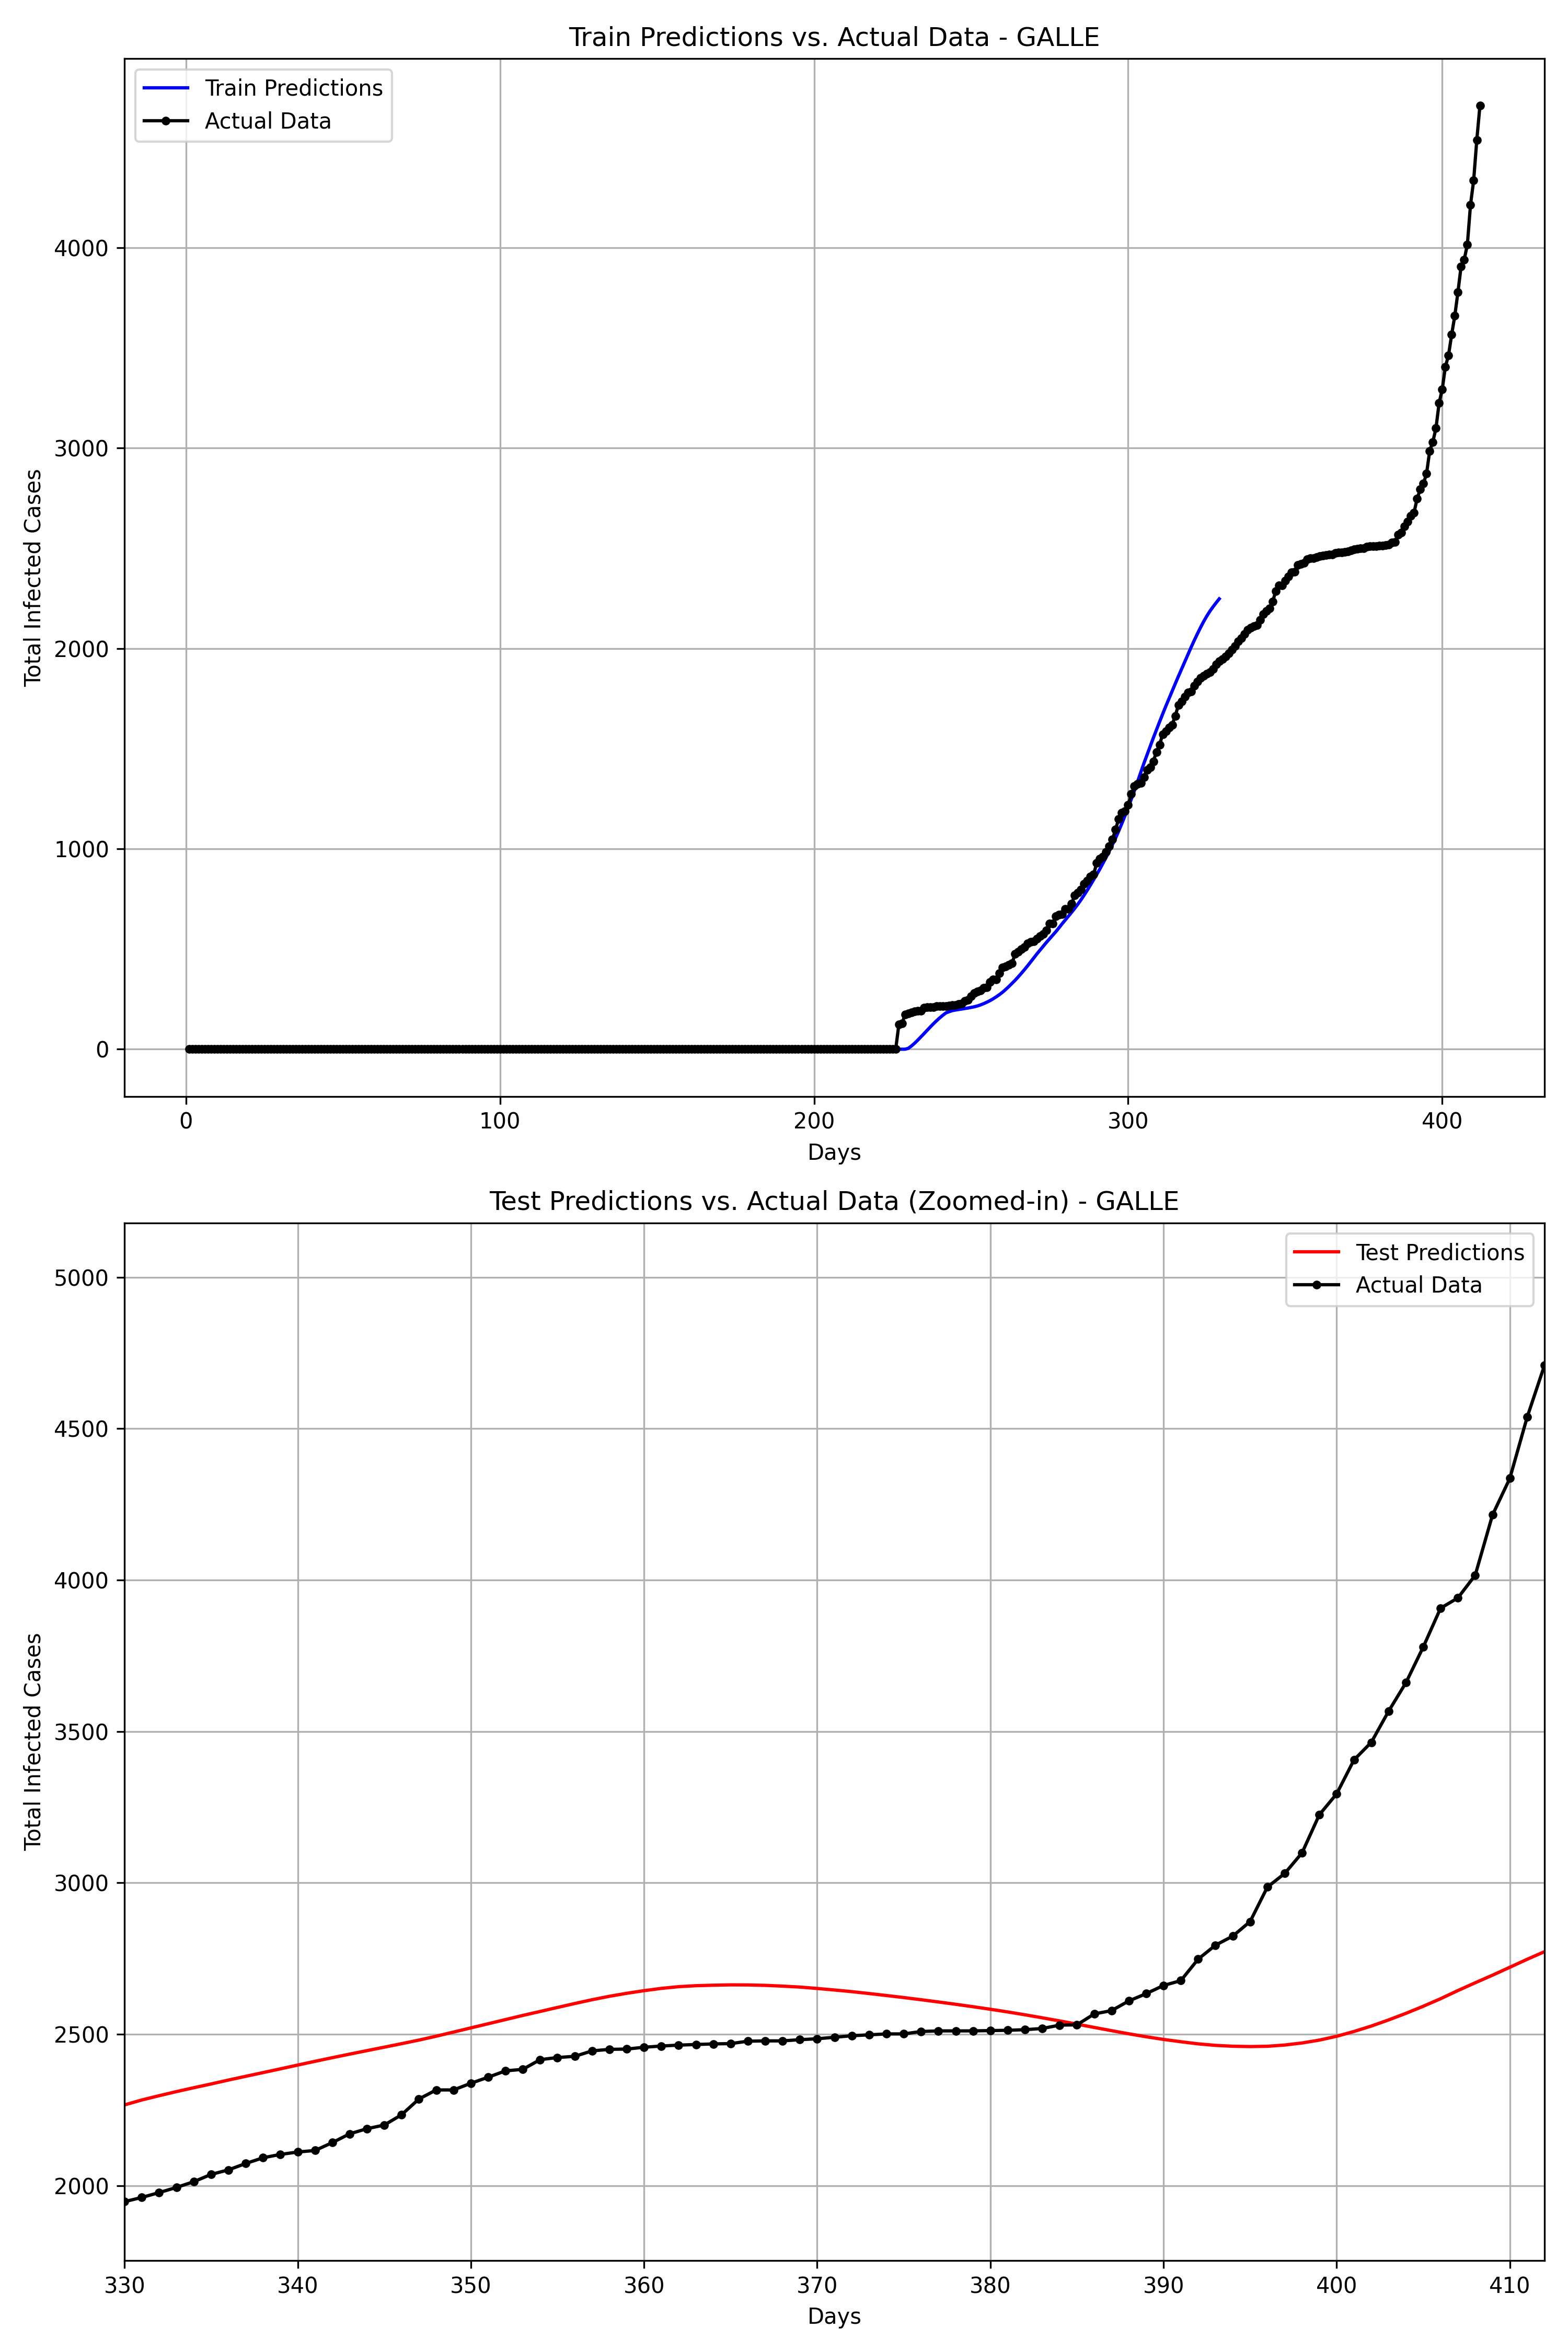 Train Predictions vs. Actual Data - GALLE
Train Predictions
Actual Data
Total Infected Cases
4000
3000
2000
1000
0
0 100 200 300 400
Days
Test Predictions vs. Actual Data (Zoomed-in) - GALLE
Test Predictions
Actual Data
Total Infected Cases
5000
4500
4000
3500
3000
2500
2000
330 340 350 360 370 380 390 400 410
Days